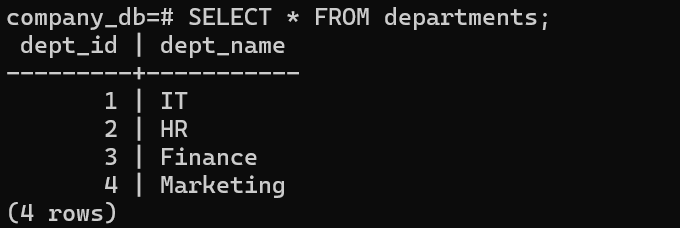 company_db=# SELECT * FROM departments;
 dept_id | dept_name
---------+-----------
       1 | IT
       2 | HR
       3 | Finance
       4 | Marketing
(4 rows)